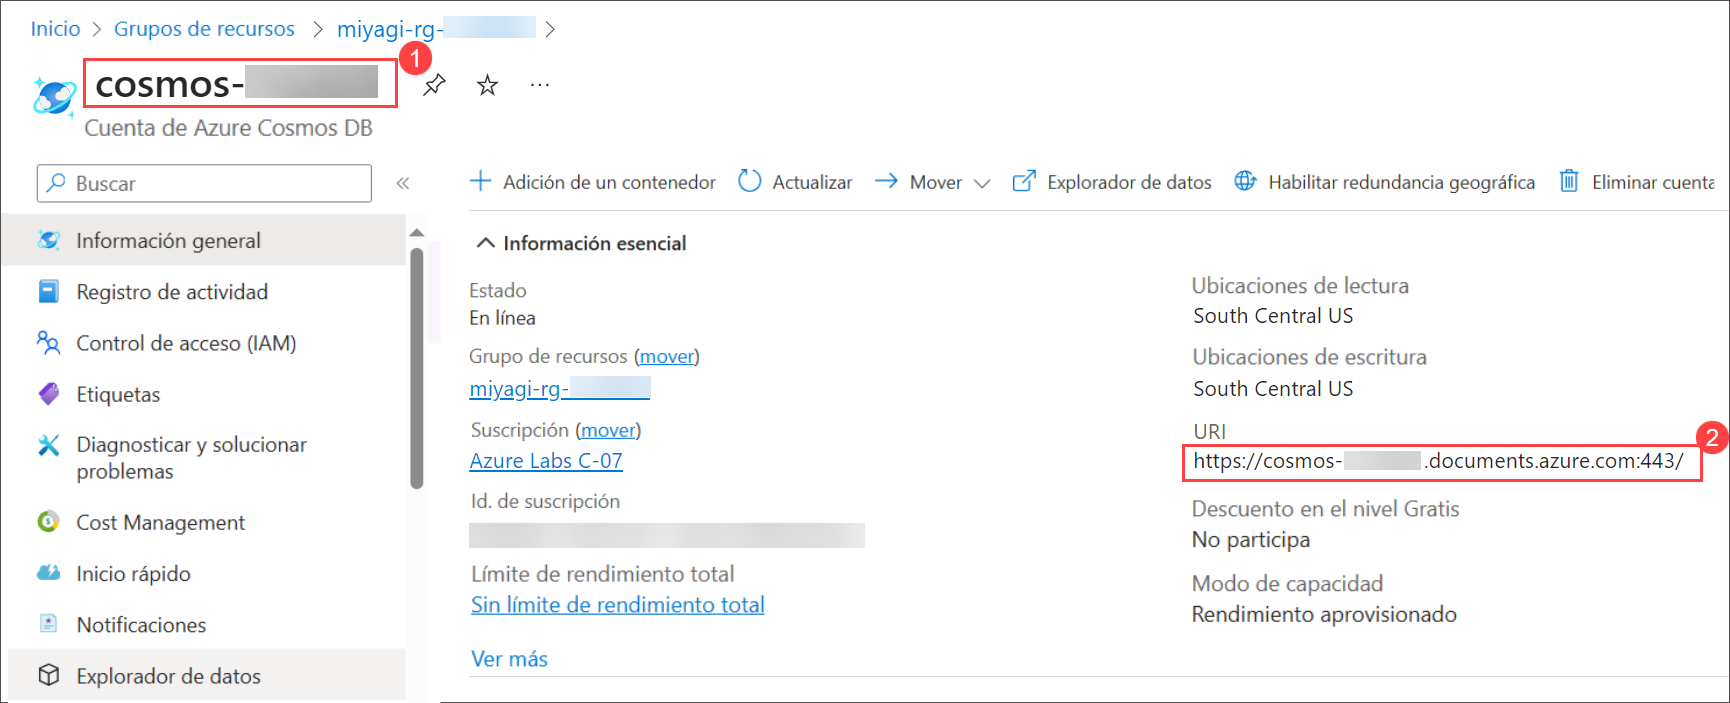 Inicio > Grupos de recursos > miyagi-rg- >
cosmos-
1
...
Cuenta de Azure Cosmos DB
Buscar
«
Información general
Registro de actividad
Control de acceso (IAM)
Etiquetas
Diagnosticar y solucionar
problemas
Cost Management
Inicio rápido
Notificaciones
Explorador de datos
Adición de un contenedor
Actualizar
Mover
Explorador de datos
Habilitar redundancia geográfica
Eliminar cuenta
Información esencial
Estado
En línea
Grupo de recursos (mover)
miyagi-rg-
Suscripción (mover)
Azure Labs C-07
Id. de suscripción
Límite de rendimiento total
Sin límite de rendimiento total
Ver más
Ubicaciones de lectura
South Central US
Ubicaciones de escritura
South Central US
URI
2
https://cosmos- .documents.azure.com:443/
Descuento en el nivel Gratis
No participa
Modo de capacidad
Rendimiento aprovisionado